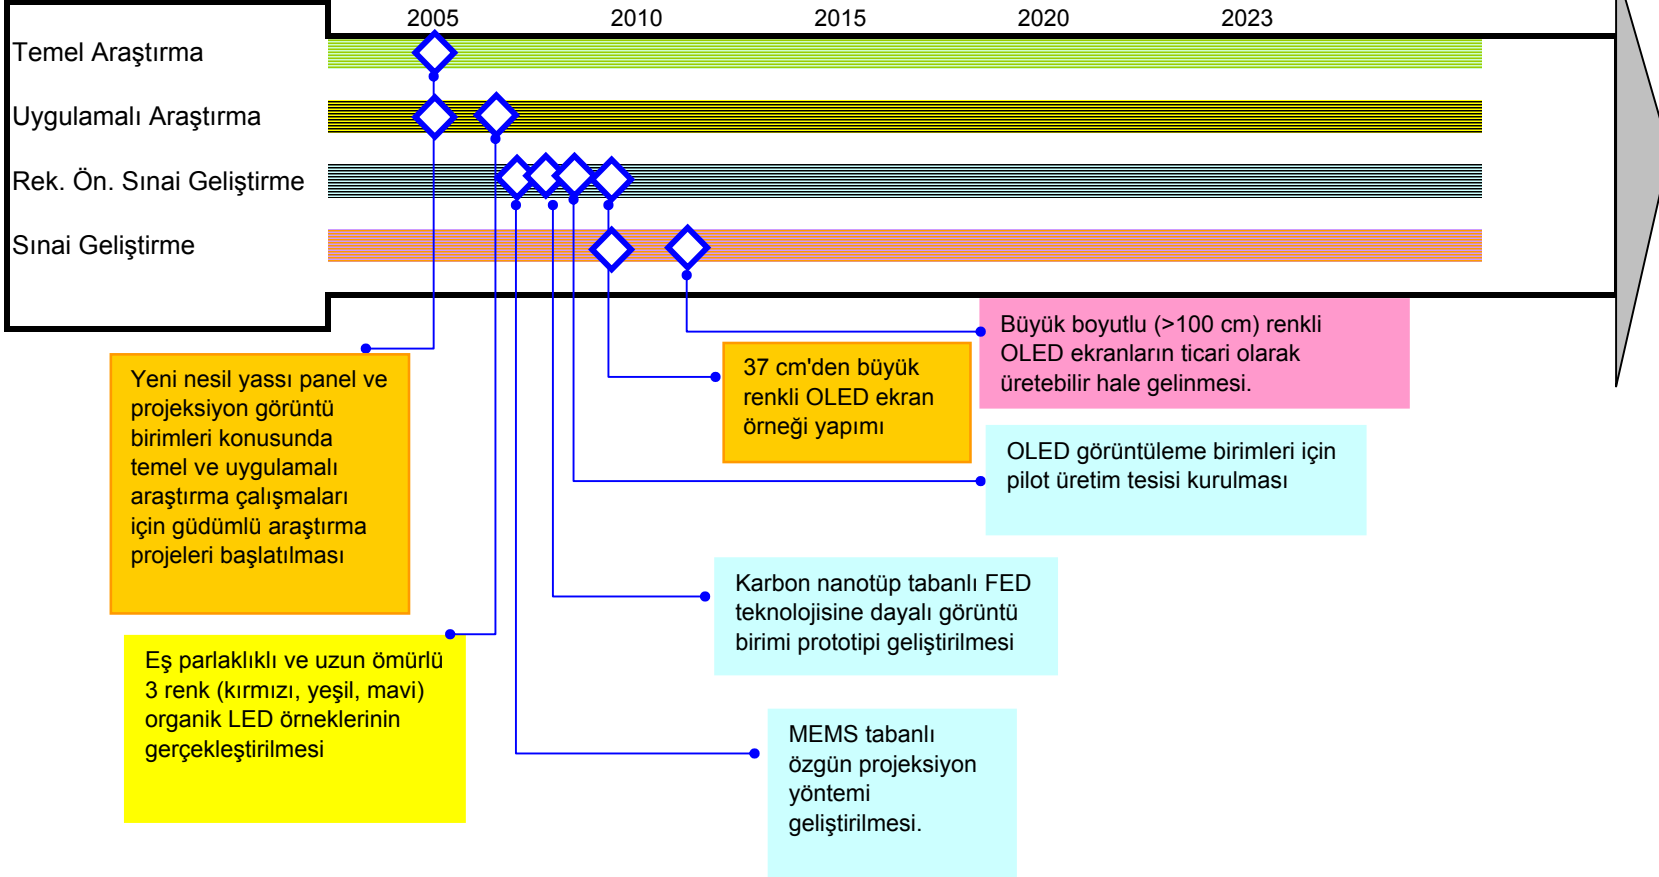 2005 2010 2015 2020 2023
Temel Araştırma
Uygulamalı Araştırma
Rek. Ön. Sınai Geliştirme
Sınai Geliştirme
Yeni nesil yassı panel ve
projeksiyon görüntü
birimleri konusunda
temel ve uygulamalı
araştırma çalışmaları
için güdümlü araştırma
projeleri başlatılması
37 cm'den büyük
renkli OLED ekran
örneği yapımı
Büyük boyutlu (>100 cm) renkli
OLED ekranların ticari olarak
üretebilir hale gelinmesi.
OLED görüntüleme birimleri için
pilot üretim tesisi kurulması
Karbon nanotüp tabanlı FED
teknolojisine dayalı görüntü
birimi prototipi geliştirilmesi
Eş parlaklıklı ve uzun ömürlü
3 renk (kırmızı, yeşil, mavi)
organik LED örneklerinin
gerçekleştirilmesi
MEMS tabanlı
özgün projeksiyon
yöntemi
geliştirilmesi.